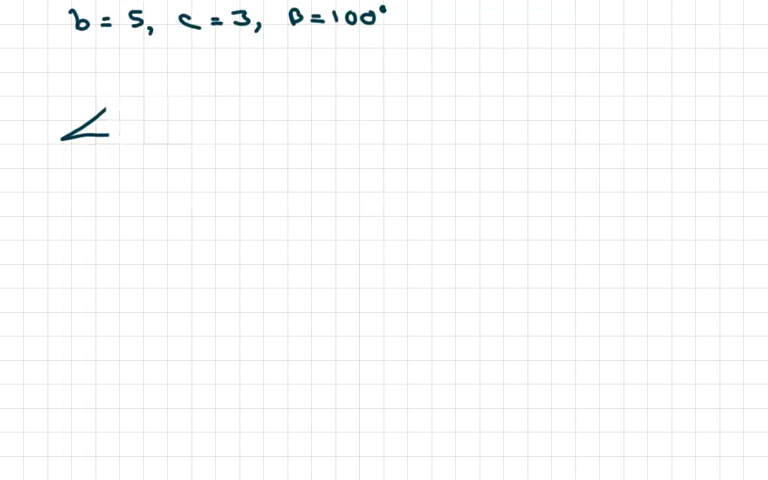 b = 5, c = 3, B = 100°
∠